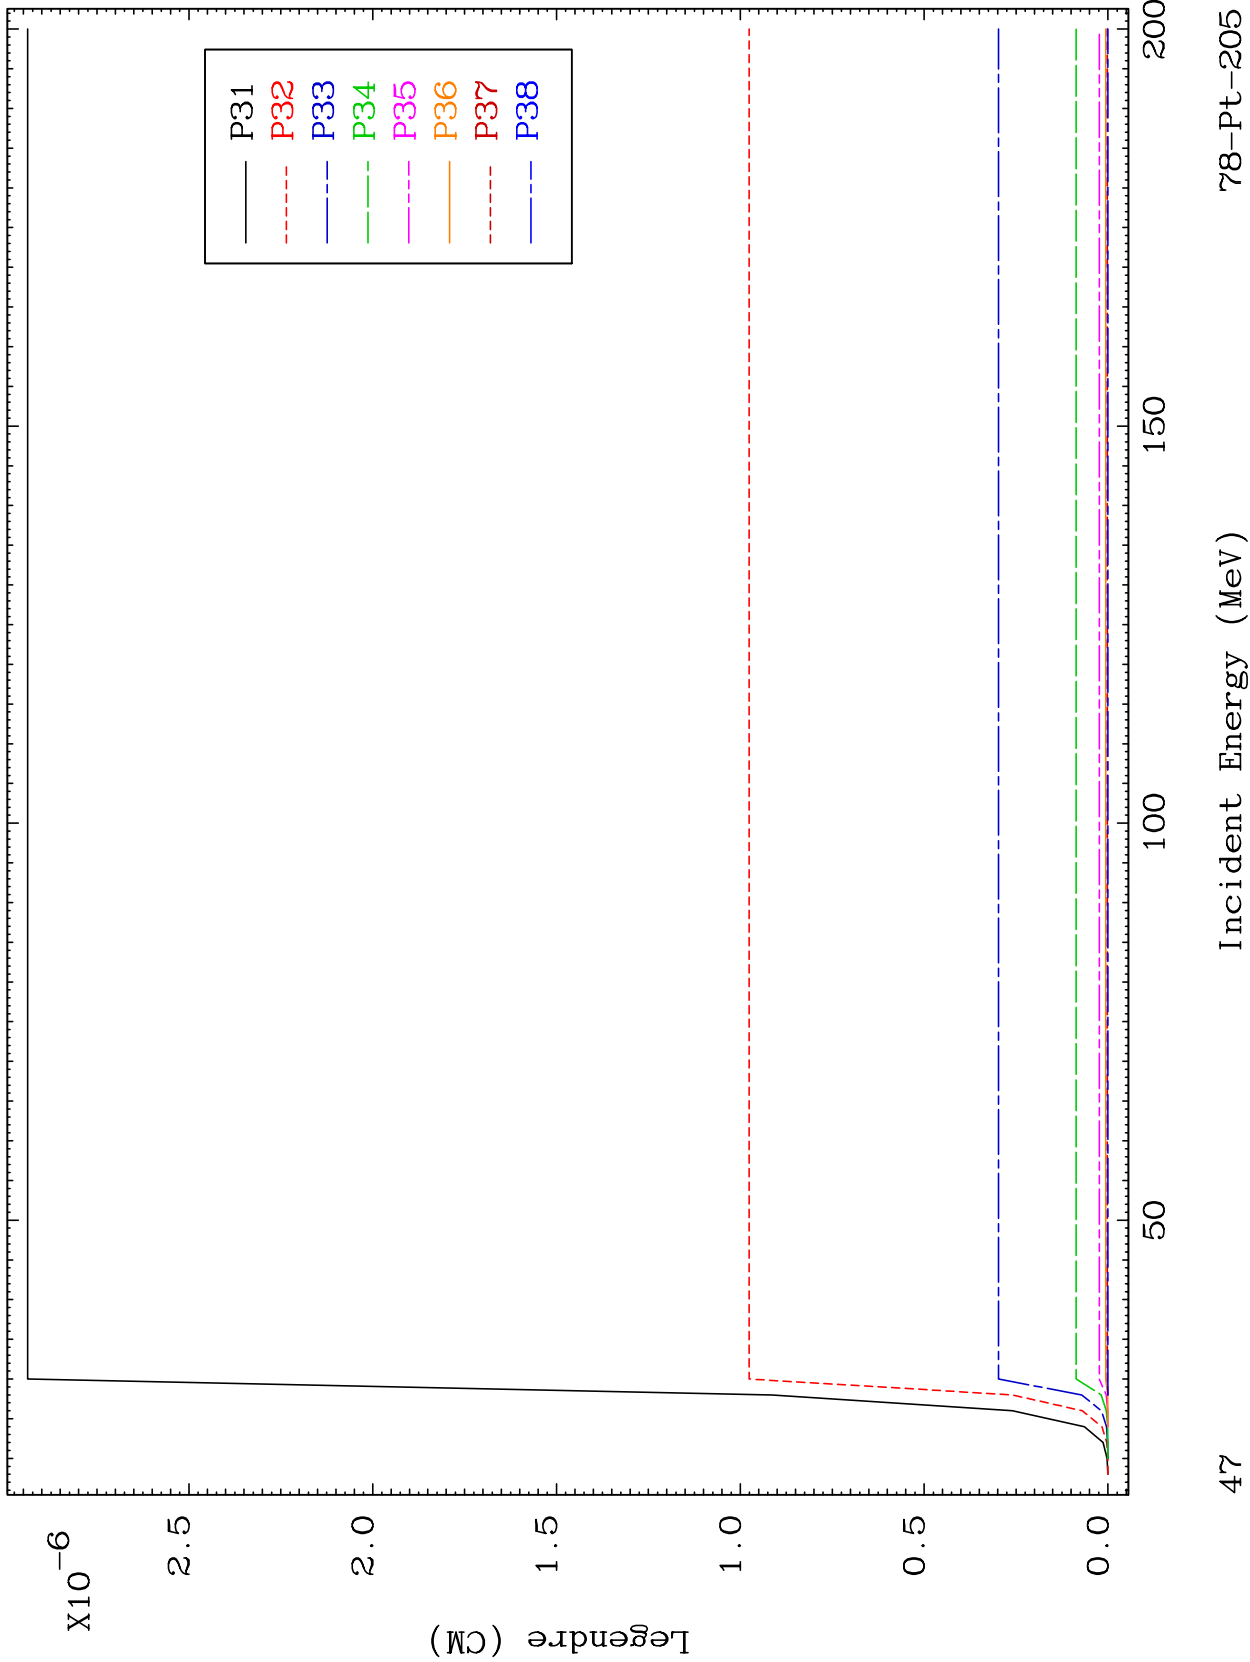 X10-6
2.5
2.0
1.5
1.0
0.5
0.0
Legendre (CM)
P31
P32
P33
P34
P35
P36
P37
P38
50
100
150
200
Incident Energy (MeV)
47
78-Pt-205